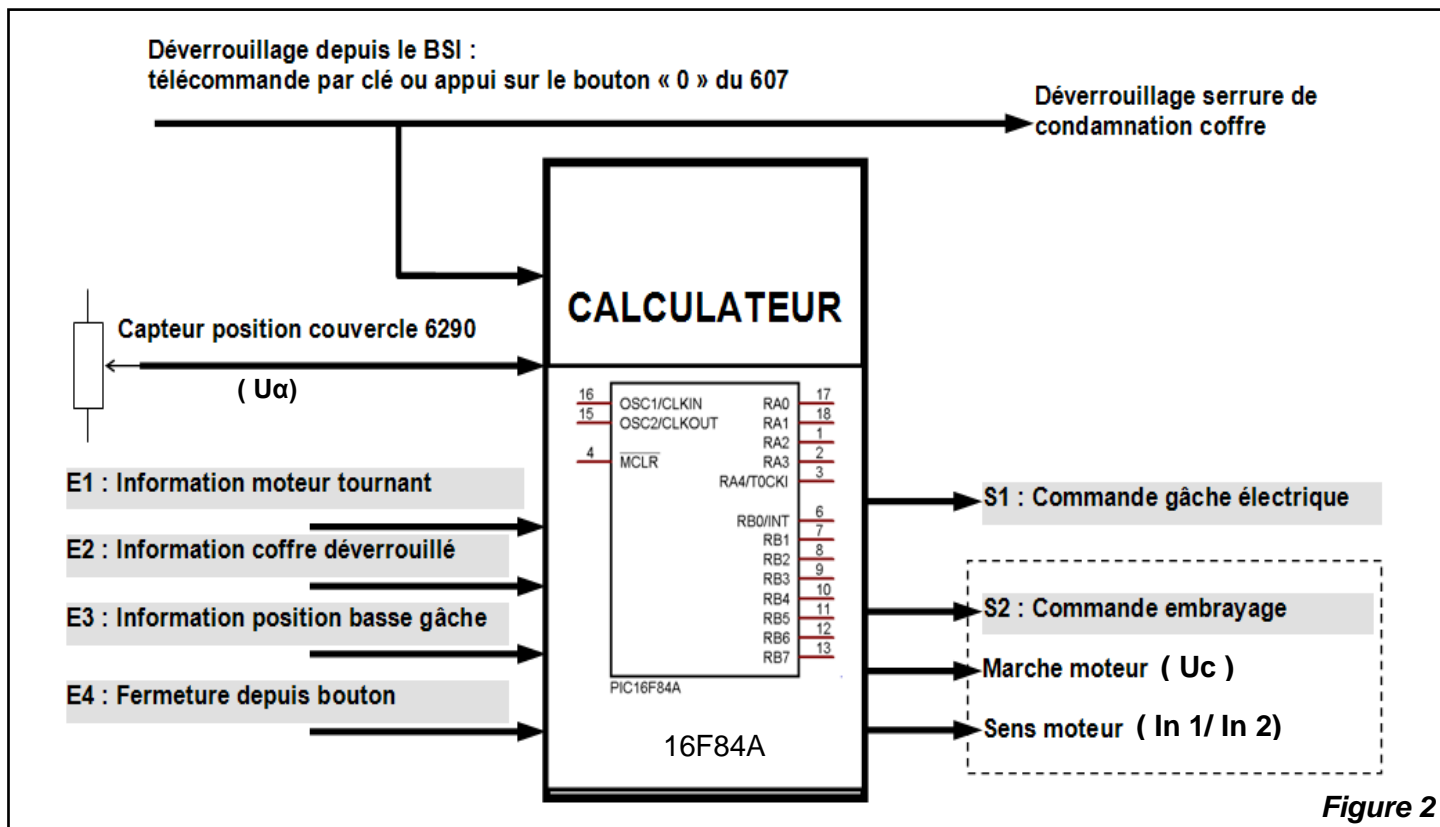 Déverrouillage depuis le BSI :
télécommande par clé ou appui sur le bouton « 0 » du 607
Déverrouillage serrure de
condamnation coffre
CALCULATEUR
Capteur position couvercle 6290
( Uα)
16 OSC1/CLKIN RA0 17
15 OSC2/CLKOUT RA1 18
RA2 1
4 MCLR RA3 2
RA4/T0CKI 3
RB0/INT 6
RB1 7
RB2 8
RB3 9
RB4 10
RB5 11
RB6 12
RB7 13
PIC16F84A
16F84A
E1 : Information moteur tournant
E2 : Information coffre déverrouillé
E3 : Information position basse gâche
E4 : Fermeture depuis bouton
S1 : Commande gâche électrique
S2 : Commande embrayage
Marche moteur ( Uc )
Sens moteur ( In 1/ In 2)
Figure 2